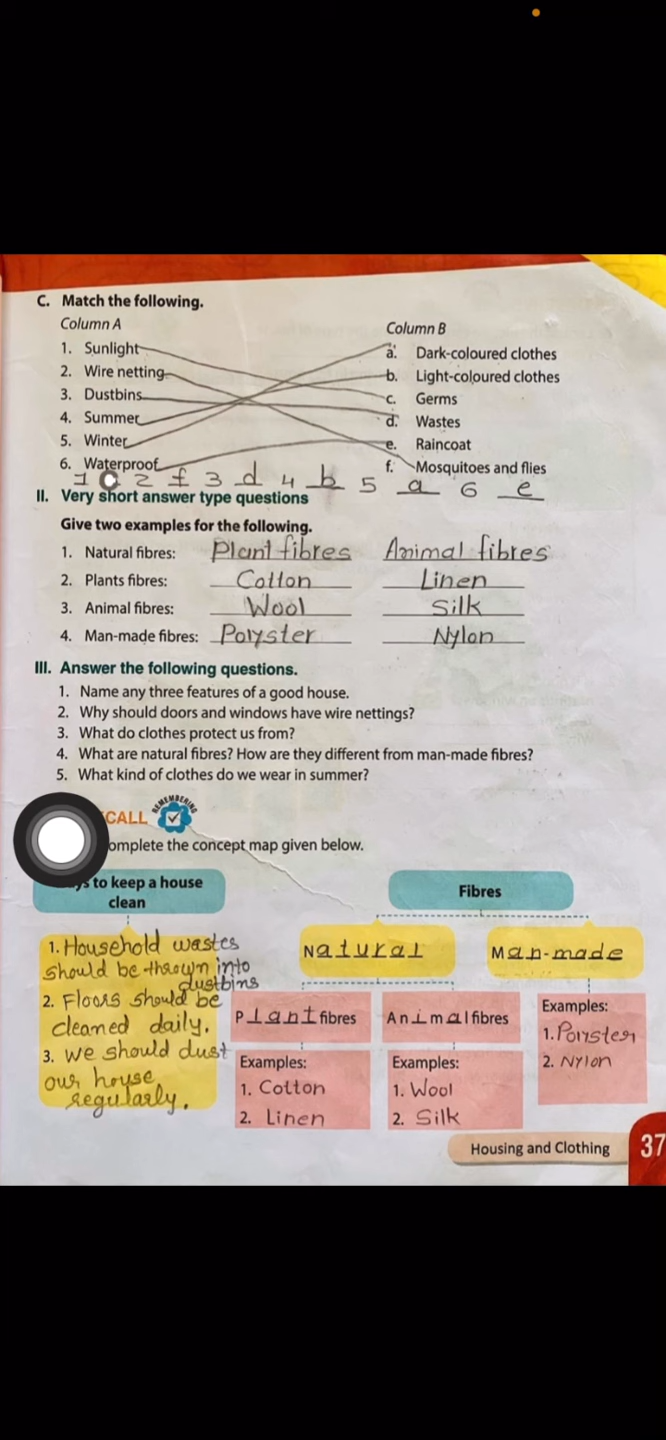 C. Match the following.
Column A Column B
1. Sunlight a. Dark-coloured clothes
2. Wire netting b. Light-coloured clothes
3. Dustbins c. Germs
4. Summer d. Wastes
5. Winter e. Raincoat
6. Waterproof f. Mosquitoes and flies
1 c 2 f 3 d 4 b 5 a 6 e
II. Very short answer type questions
Give two examples for the following.
1. Natural fibres: Plant fibres Animal fibres
2. Plants fibres: Cotton Linen
3. Animal fibres: Wool Silk
4. Man-made fibres: Polyster Nylon
III. Answer the following questions.
1. Name any three features of a good house.
2. Why should doors and windows have wire nettings?
3. What do clothes protect us from?
4. What are natural fibres? How are they different from man-made fibres?
5. What kind of clothes do we wear in summer?
CALL REMEMBERING
omplete the concept map given below.
ys to keep a house
clean
Fibres
1. Household wastes
should be thrown into
dustbins
2. Floors should be
cleaned daily.
3. We should dust
our house
regularly.
Natural Man-made
Plant fibres Animal fibres
Examples:
1. Cotton
2. Linen
Examples:
1. Wool
2. Silk
Examples:
1. Polyster
2. Nylon
Housing and Clothing 37